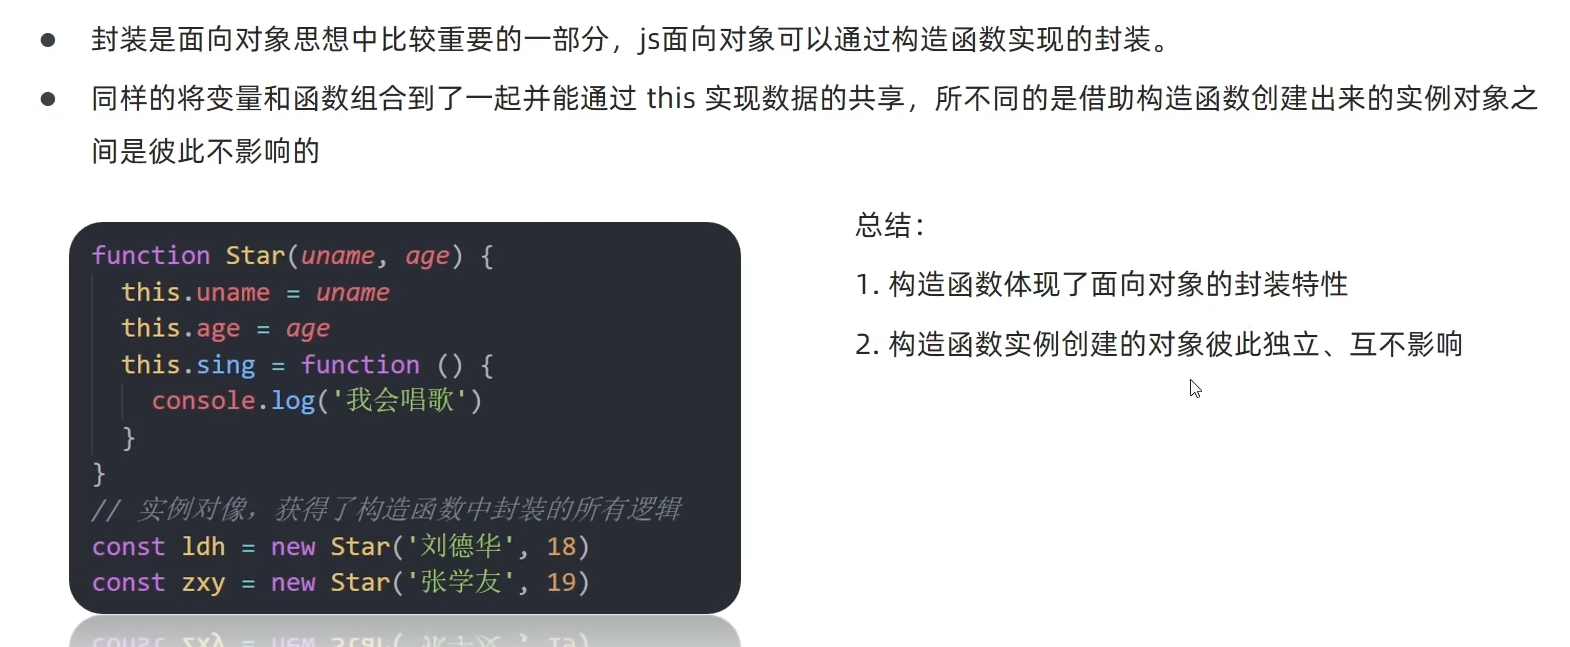 封装是面向对象思想中比较重要的一部分，js面向对象可以通过构造函数实现的封装。
同样的将变量和函数组合到了一起并能通过 this 实现数据的共享，所不同的是借助构造函数创建出来的实例对象之
间是彼此不影响的
function Star(uname, age) {
  this.uname = uname
  this.age = age
  this.sing = function () {
    console.log('我会唱歌')
  }
}
// 实例对像，获得了构造函数中封装的所有逻辑
const ldh = new Star('刘德华', 18)
const zxy = new Star('张学友', 19)
总结：
1. 构造函数体现了面向对象的封装特性
2. 构造函数实例创建的对象彼此独立、互不影响